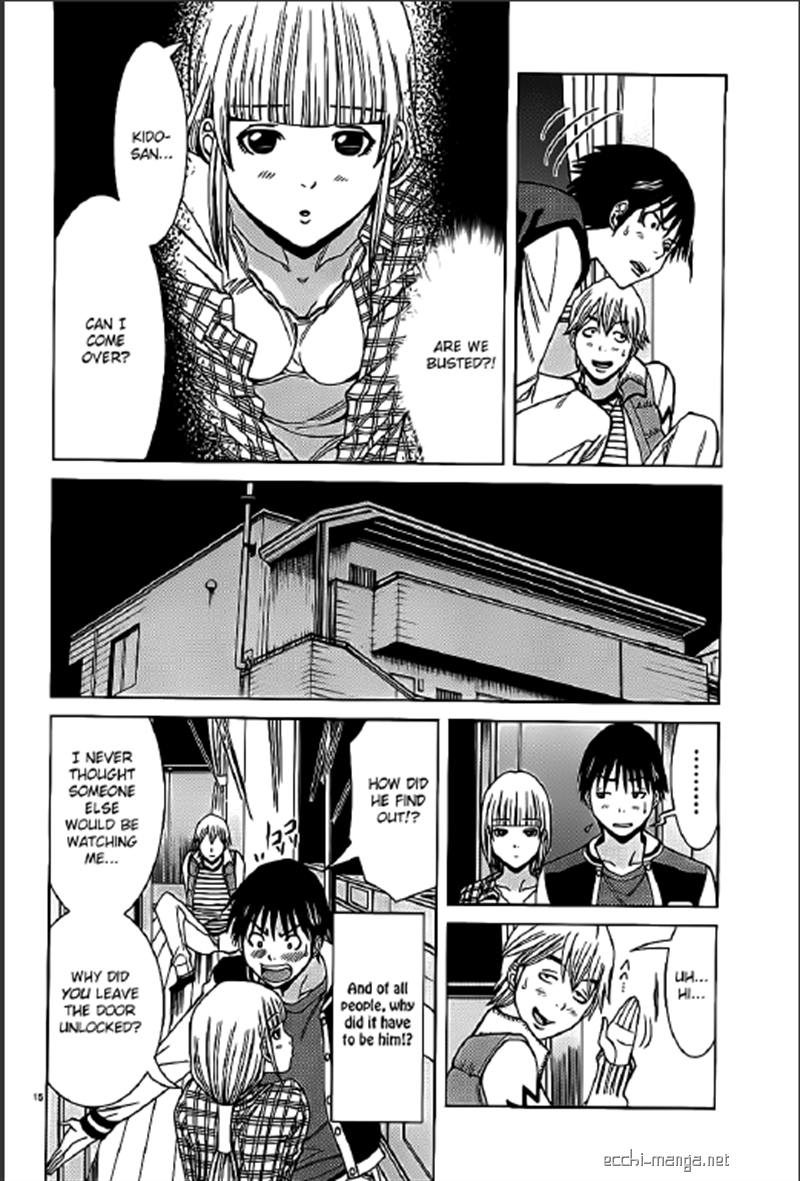 ARE WE
BUSTED?!
KIDO-
SAN...
CAN I
COME
OVER?
.........
UH...
HI...
HOW DID
HE FIND
OUT!?
And of all
people, why
did it have
to be him!?
I NEVER
THOUGHT
SOMEONE
ELSE
WOULD BE
WATCHING
ME...
WHY DID
YOU LEAVE
THE DOOR
UNLOCKED?
15
ecchi-manga.net